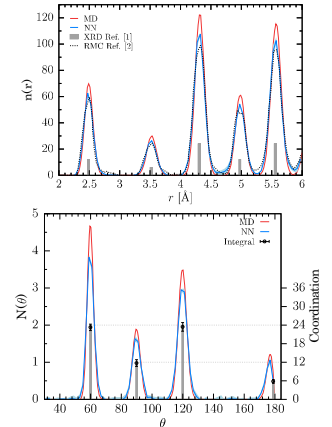 n(r)
120
100
80
60
40
20
0
MD
NN
XRD Ref. [1]
RMC Ref. [2]
2 2.5 3 3.5 4 4.5 5 5.5 6
r [Å]
N(θ)
5
4
3
2
1
0
MD
NN
Integral
36
30
24
18
12
6
Coordination
40 60 80 100 120 140 160 180
θ